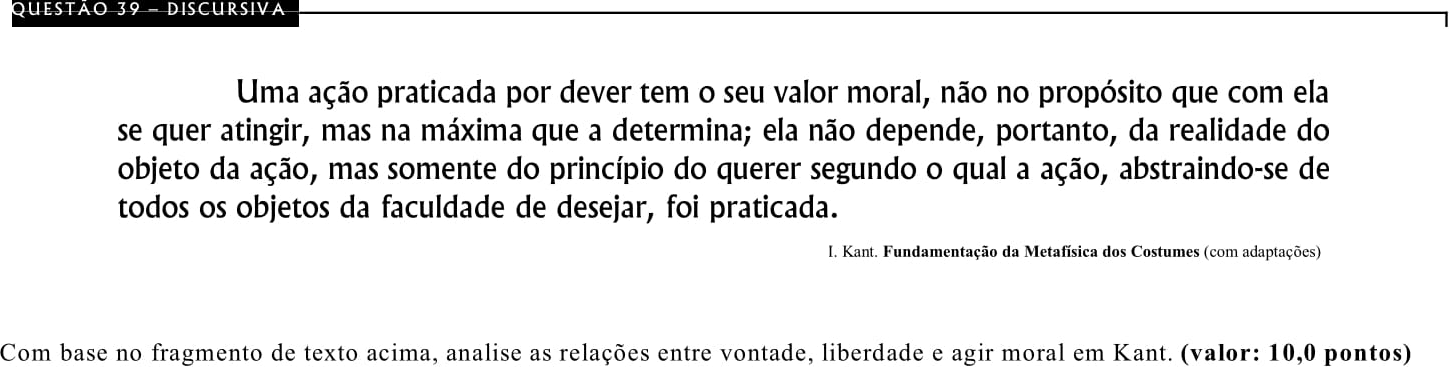 QUESTÃO 39 – DISCURSIVA
Uma ação praticada por dever tem o seu valor moral, não no propósito que com ela
se quer atingir, mas na máxima que a determina; ela não depende, portanto, da realidade do
objeto da ação, mas somente do princípio do querer segundo o qual a ação, abstraindo-se de
todos os objetos da faculdade de desejar, foi praticada.
I. Kant. Fundamentação da Metafísica dos Costumes (com adaptações)
Com base no fragmento de texto acima, analise as relações entre vontade, liberdade e agir moral em Kant. (valor: 10,0 pontos)